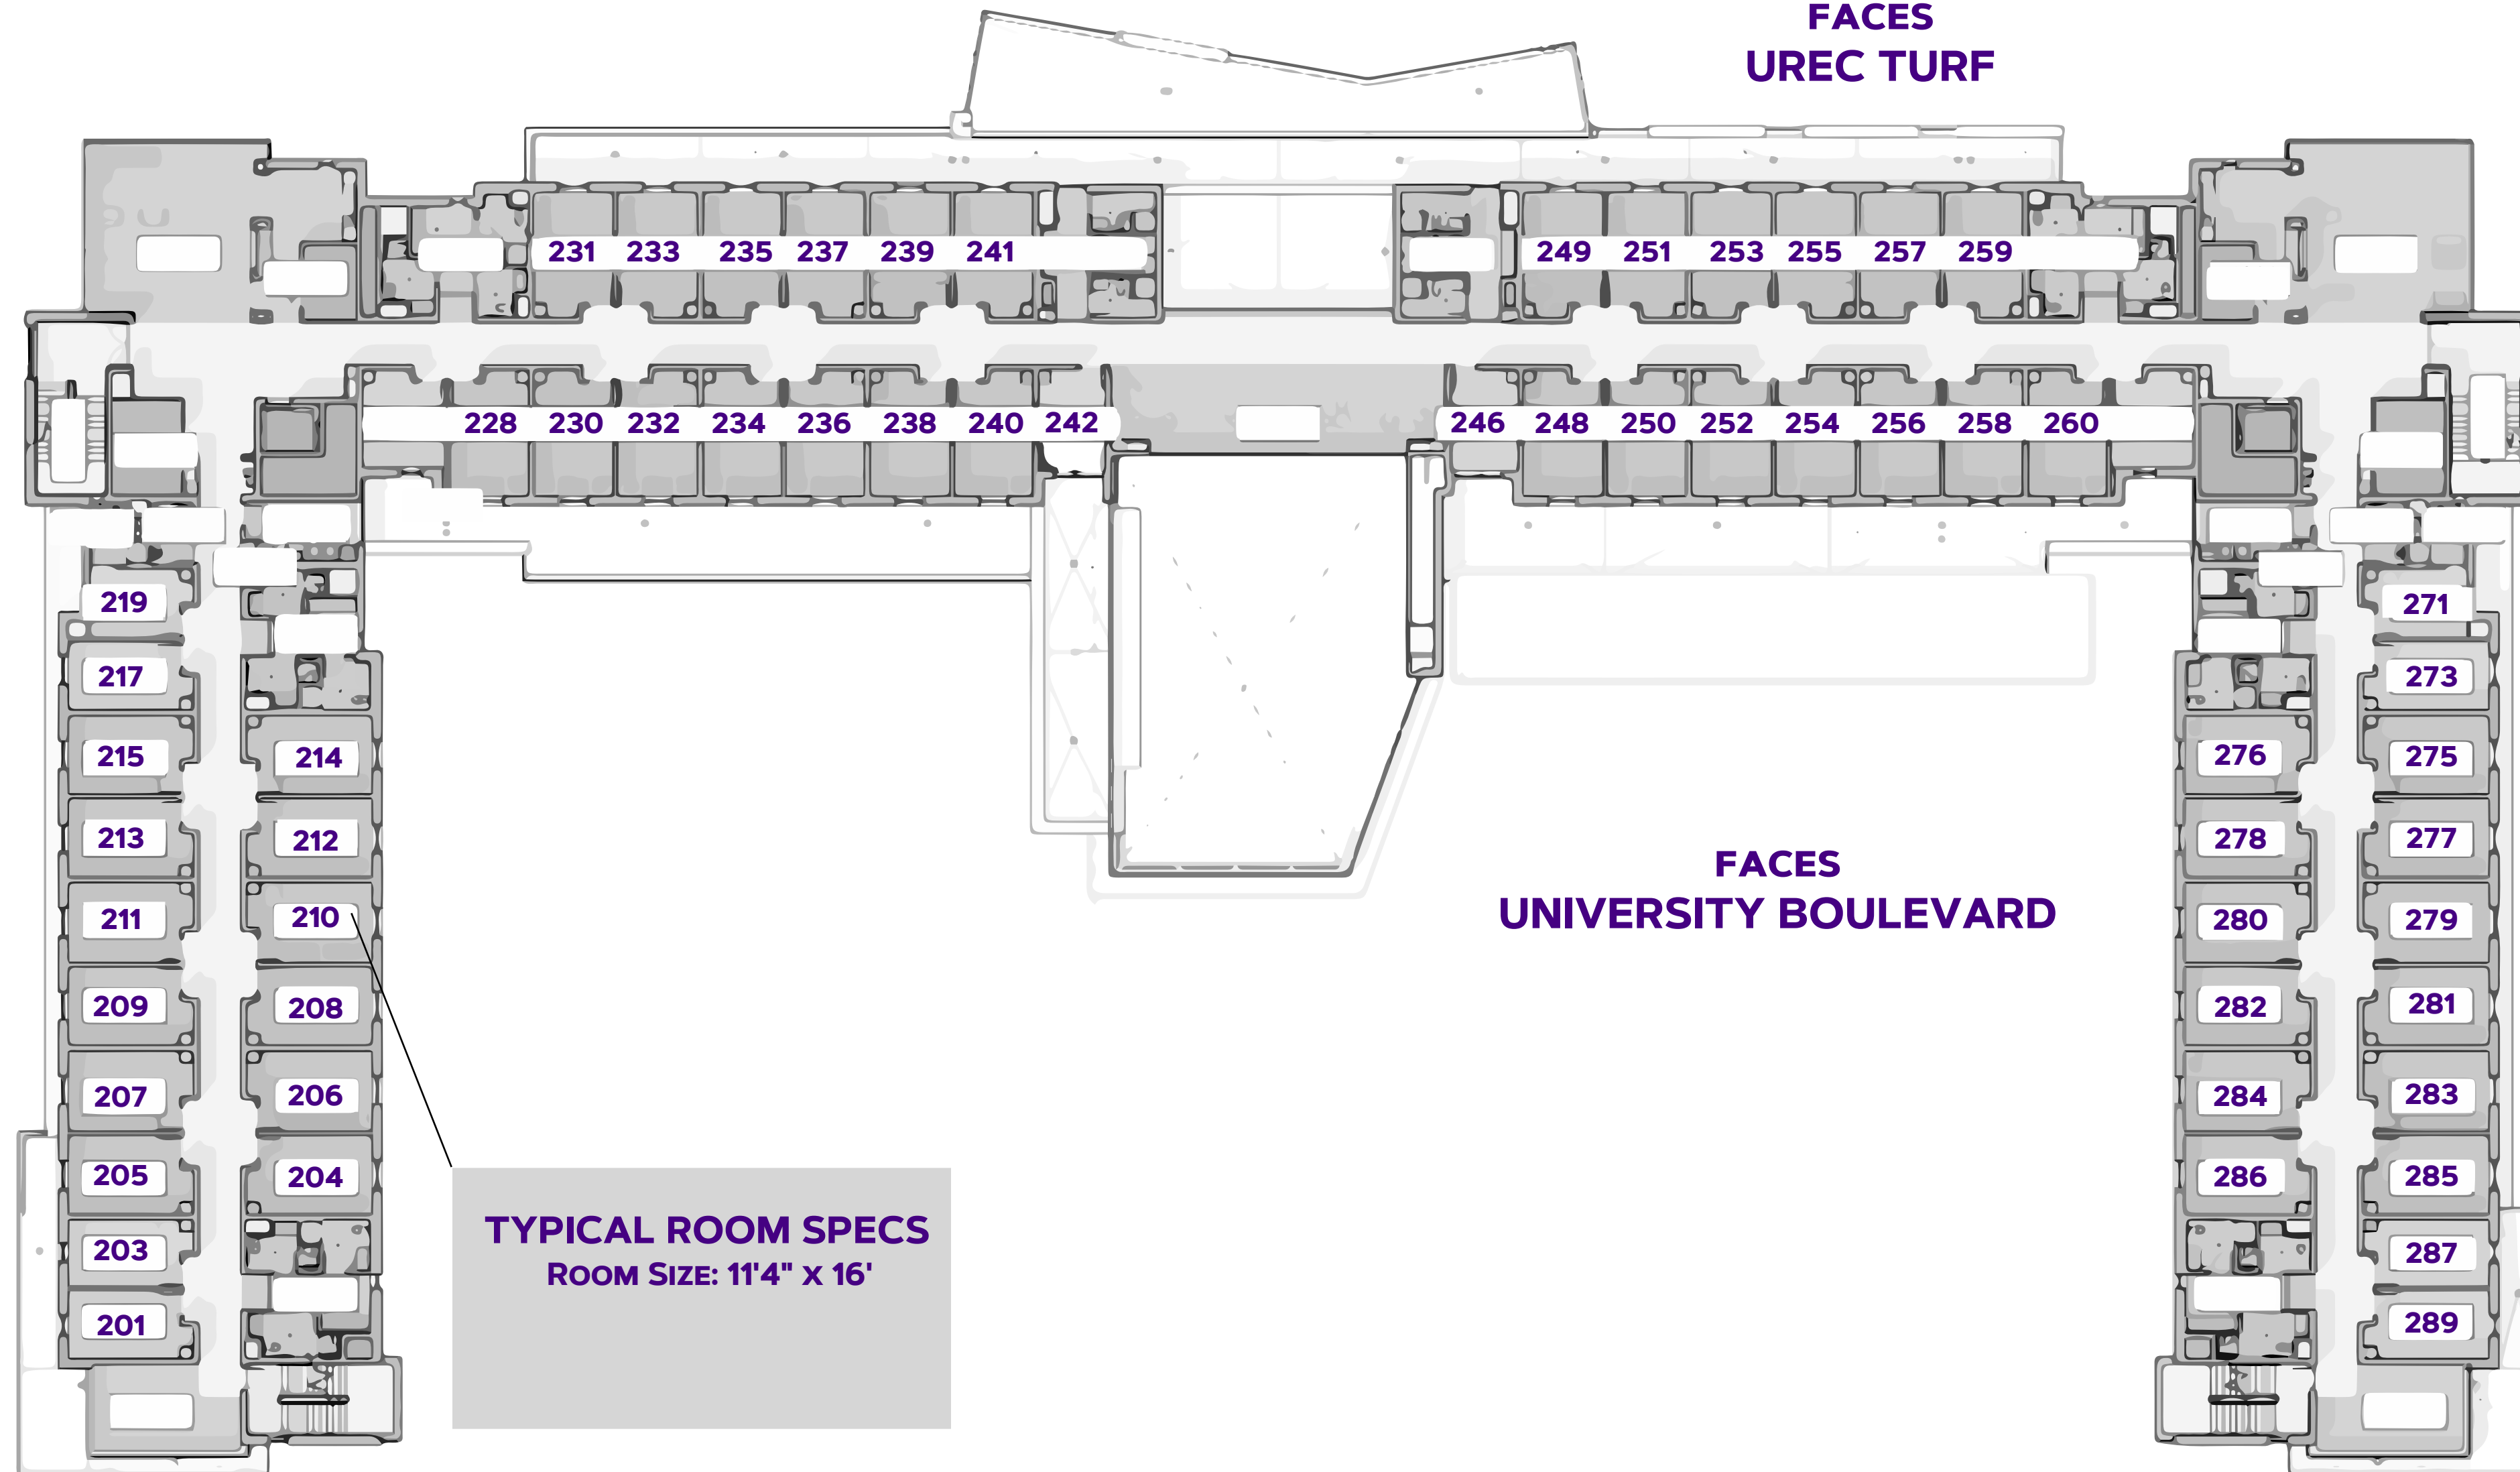 FACES
UREC TURF
231 233 235 237 239 241 249 251 253 255 257 259
228 230 232 234 236 238 240 242 246 248 250 252 254 256 258 260
219 271
217 273
215 214 276 275
213 212 278 277
FACES
UNIVERSITY BOULEVARD
211 210 280 279
209 208 282 281
207 206 284 283
205 204 286 285
TYPICAL ROOM SPECS
ROOM SIZE: 11'4" X 16'
203 287
201 289